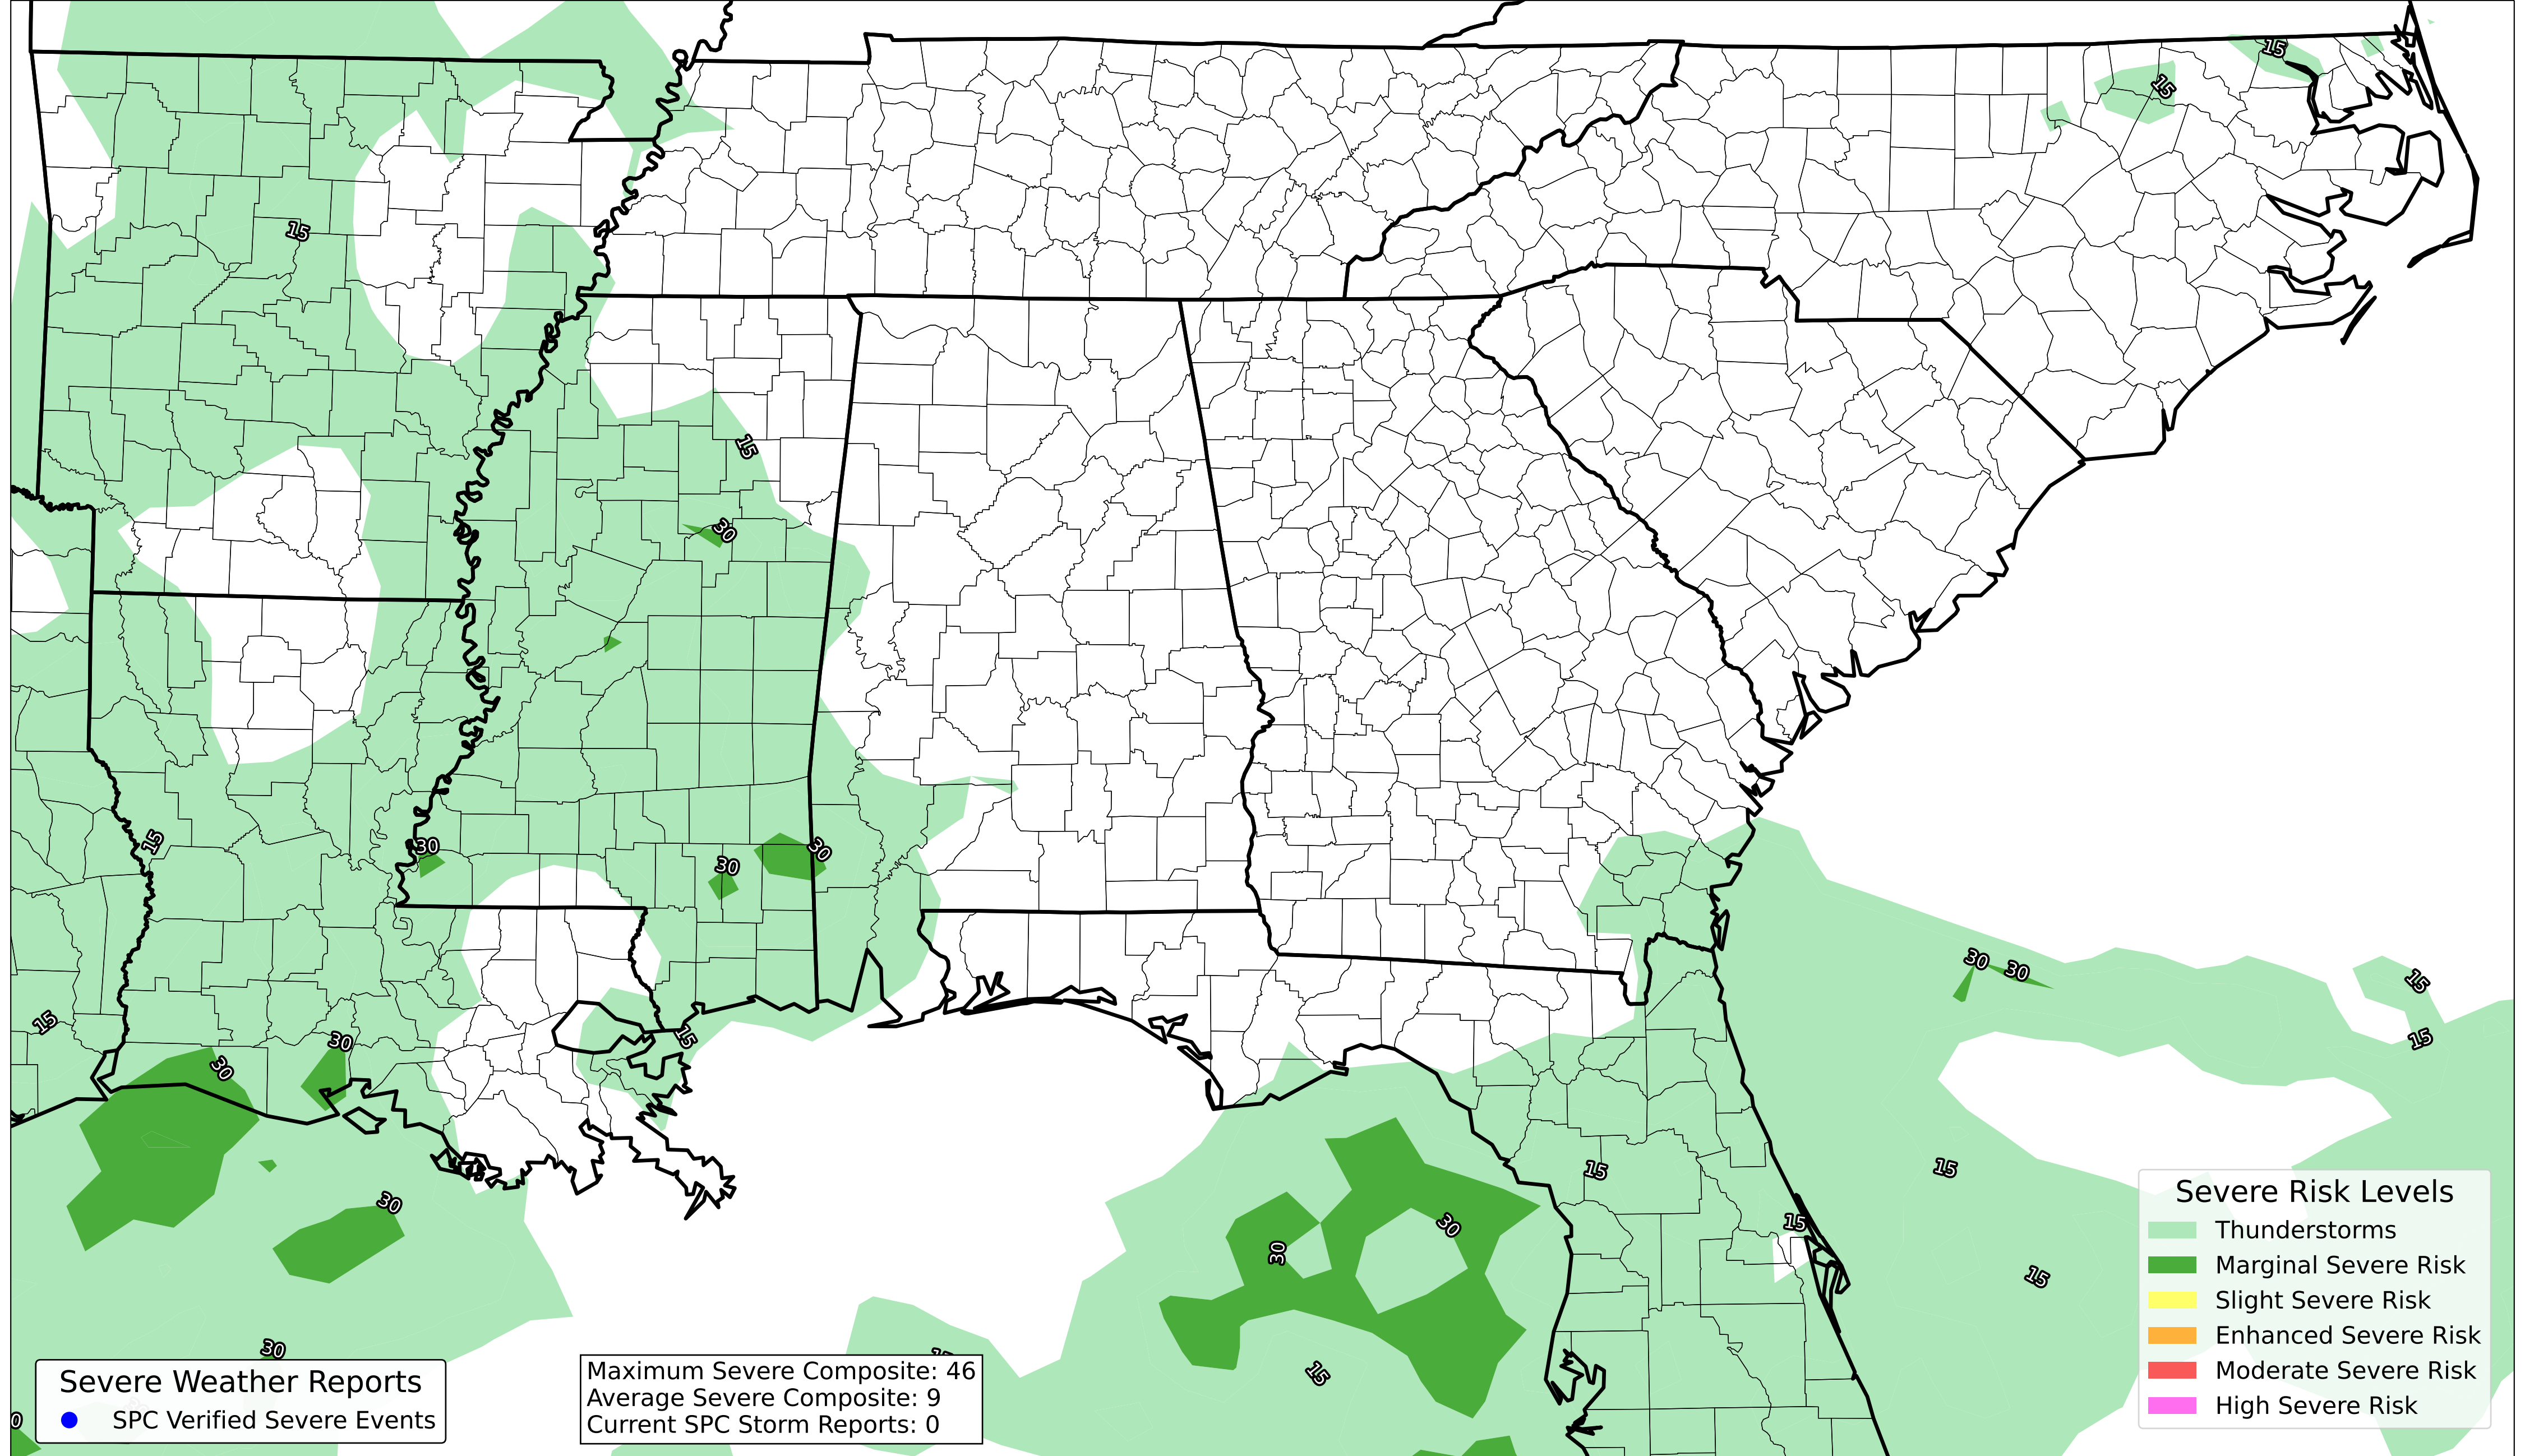 15
15
15
15
30
15
30
30
30
30
15
30
30
15
15
15
30
30
15
15
15
30
15
30
30
15
30
15
Severe Risk Levels
Thunderstorms
Marginal Severe Risk
Slight Severe Risk
Enhanced Severe Risk
Moderate Severe Risk
High Severe Risk
Severe Weather Reports
SPC Verified Severe Events
Maximum Severe Composite: 46
Average Severe Composite: 9
Current SPC Storm Reports: 0